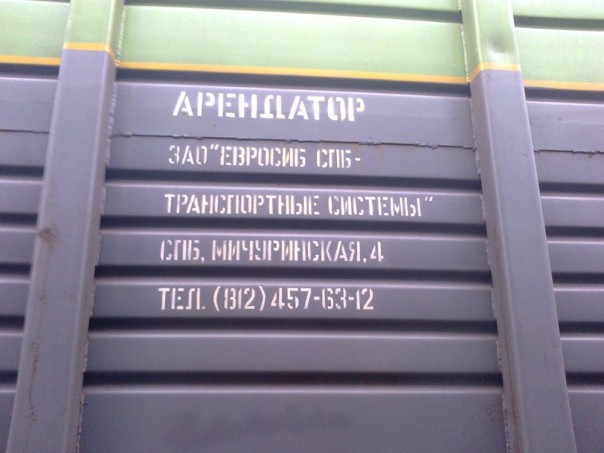 АРЕНДАТОР
ЗАО "ЕВРОСИБ СПБ-
ТРАНСПОРТНЫЕ СИСТЕМЫ"
СПБ, МИЧУРИНСКАЯ, 4
ТЕЛ. (812) 457-63-12